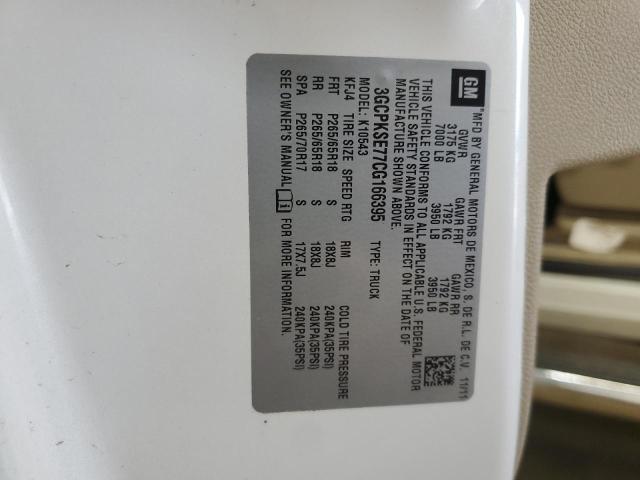 GM
MFD BY GENERAL MOTORS DE MEXICO, S. DE R.L. DE C.V. 11/11
GVWR GAWR FRT GAWR RR
3175 KG 1792 KG 1792 KG
7000 LB 3950 LB 3950 LB
THIS VEHICLE CONFORMS TO ALL APPLICABLE U.S. FEDERAL MOTOR
VEHICLE SAFETY STANDARDS IN EFFECT ON THE DATE OF
MANUFACTURE SHOWN ABOVE.
3GCPKSE77CG166395 TYPE: TRUCK
MODEL: K10543
KFJ4 TIRE SIZE SPEED RTG RIM COLD TIRE PRESSURE
FRT P265/65R18 S 18X8J 240KPA(35PSI)
RR P265/65R18 S 18X8J 240KPA(35PSI)
SPA P265/70R17 S 17X7.5J 240KPA(35PSI)
SEE OWNER'S MANUAL i FOR MORE INFORMATION.